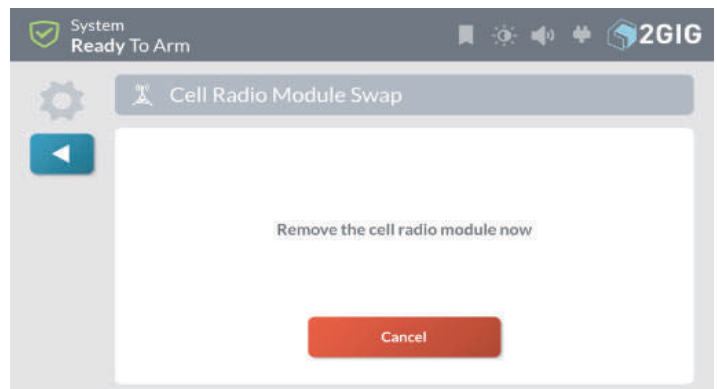 System
Ready To Arm
2GIG
Cell Radio Module Swap
Remove the cell radio module now
Cancel